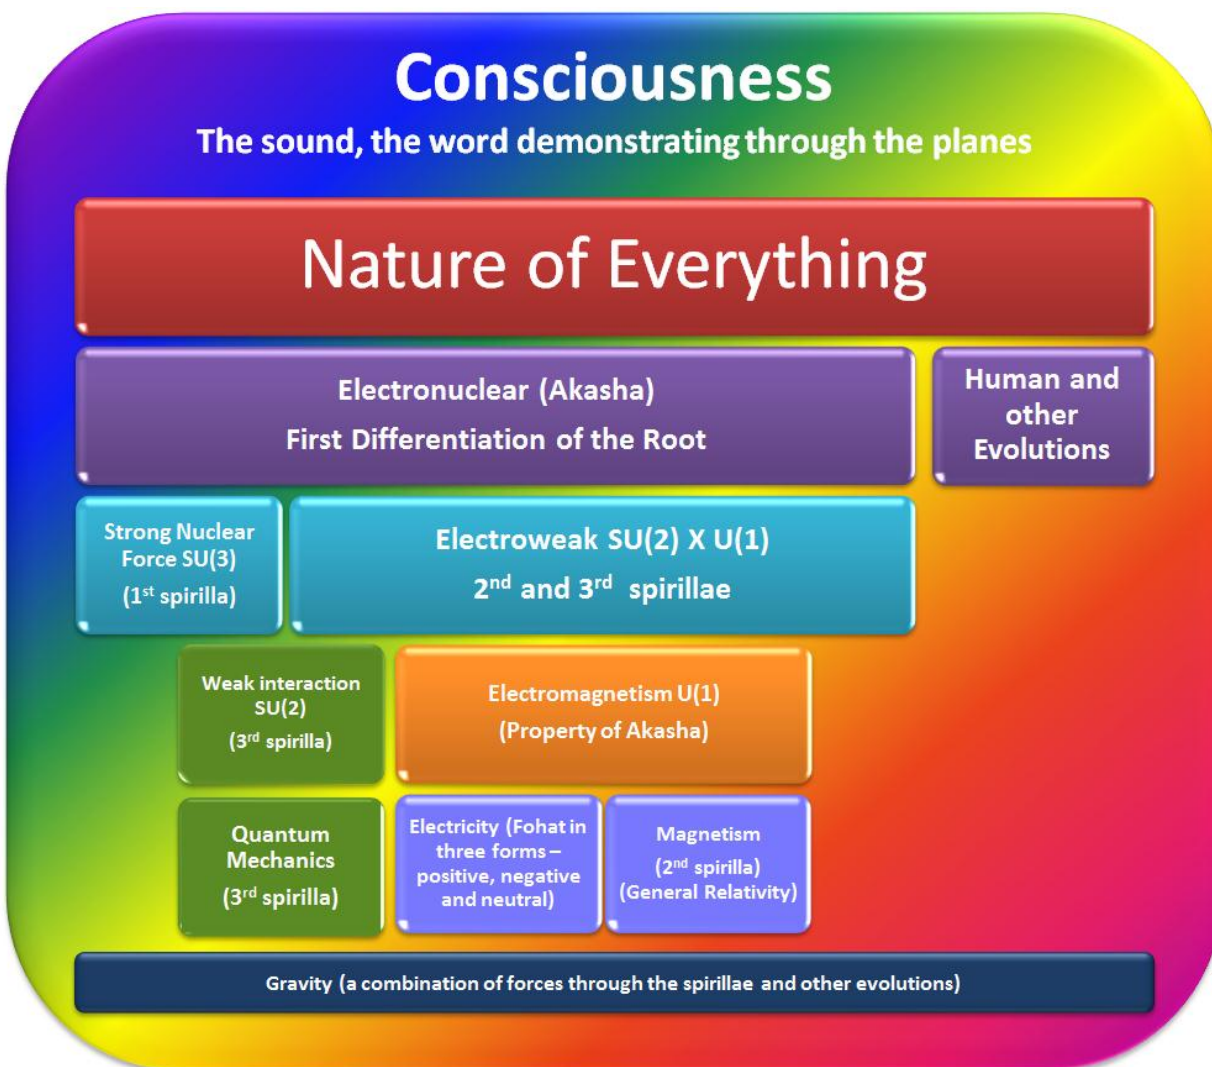 Consciousness
The sound, the word demonstrating through the planes
Nature of Everything
Electronuclear (Akasha)
First Differentiation of the Root
Human and
other
Evolutions
Strong Nuclear
Force SU(3)
(1st spirilla)
Electroweak SU(2) X U(1)
2nd and 3rd spirillae
Weak interaction
SU(2)
(3rd spirilla)
Electromagnetism U(1)
(Property of Akasha)
Quantum
Mechanics
(3rd spirilla)
Electricity (Fohat in
three forms –
positive, negative
and neutral)
Magnetism
(2nd spirilla)
(General Relativity)
Gravity (a combination of forces through the spirillae and other evolutions)